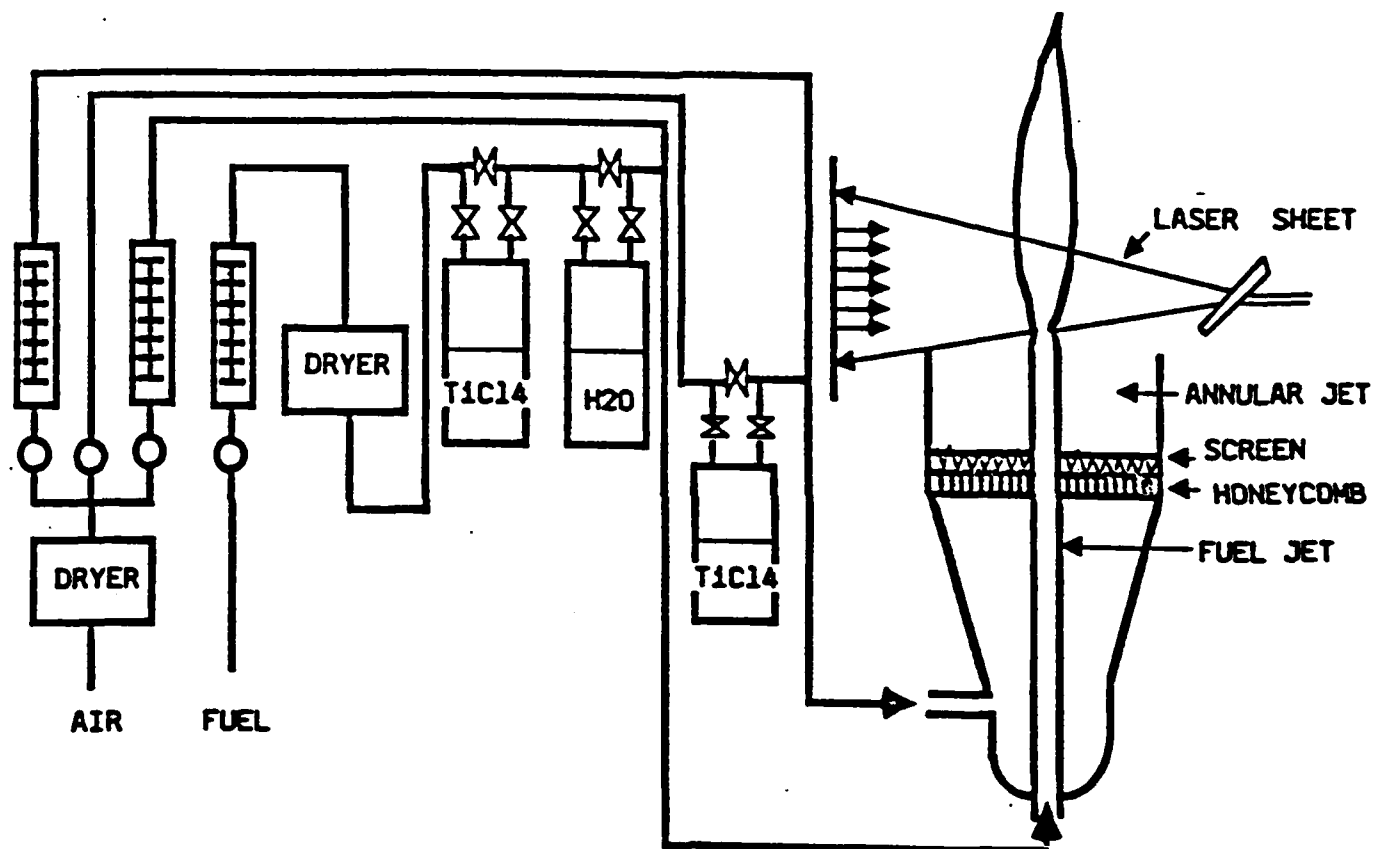 LASER SHEET
DRYER
TiCl4
H2O
ANNULAR JET
SCREEN
HONEYCOMB
FUEL JET
DRYER
TiCl4
AIR
FUEL